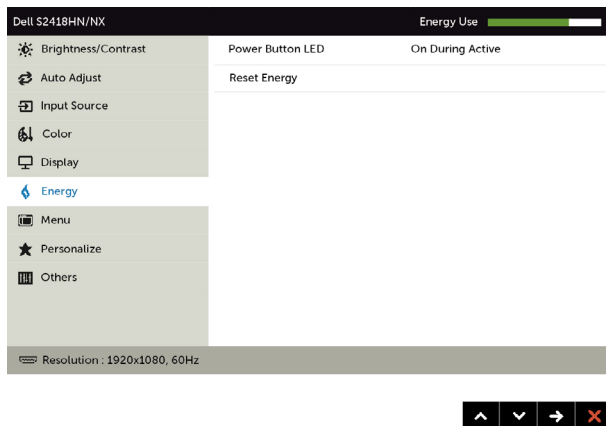 Dell S2418HN/NX Energy Use
Brightness/Contrast Power Button LED On During Active
Auto Adjust Reset Energy
Input Source
Color
Display
Energy
Menu
Personalize
Others
Resolution : 1920x1080, 60Hz